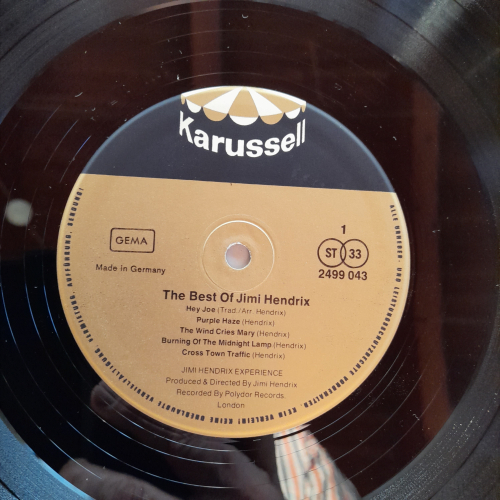 Karussell
GEMA
1
ST 33
Made in Germany
2499 043
The Best Of Jimi Hendrix
Hey Joe (Trad./Arr. Hendrix)
Purple Haze (Hendrix)
The Wind Cries Mary (Hendrix)
Burning Of The Midnight Lamp (Hendrix)
Cross Town Traffic (Hendrix)
JIMI HENDRIX EXPERIENCE
Produced & Directed By Jimi Hendrix
Recorded By Polydor Records.
London